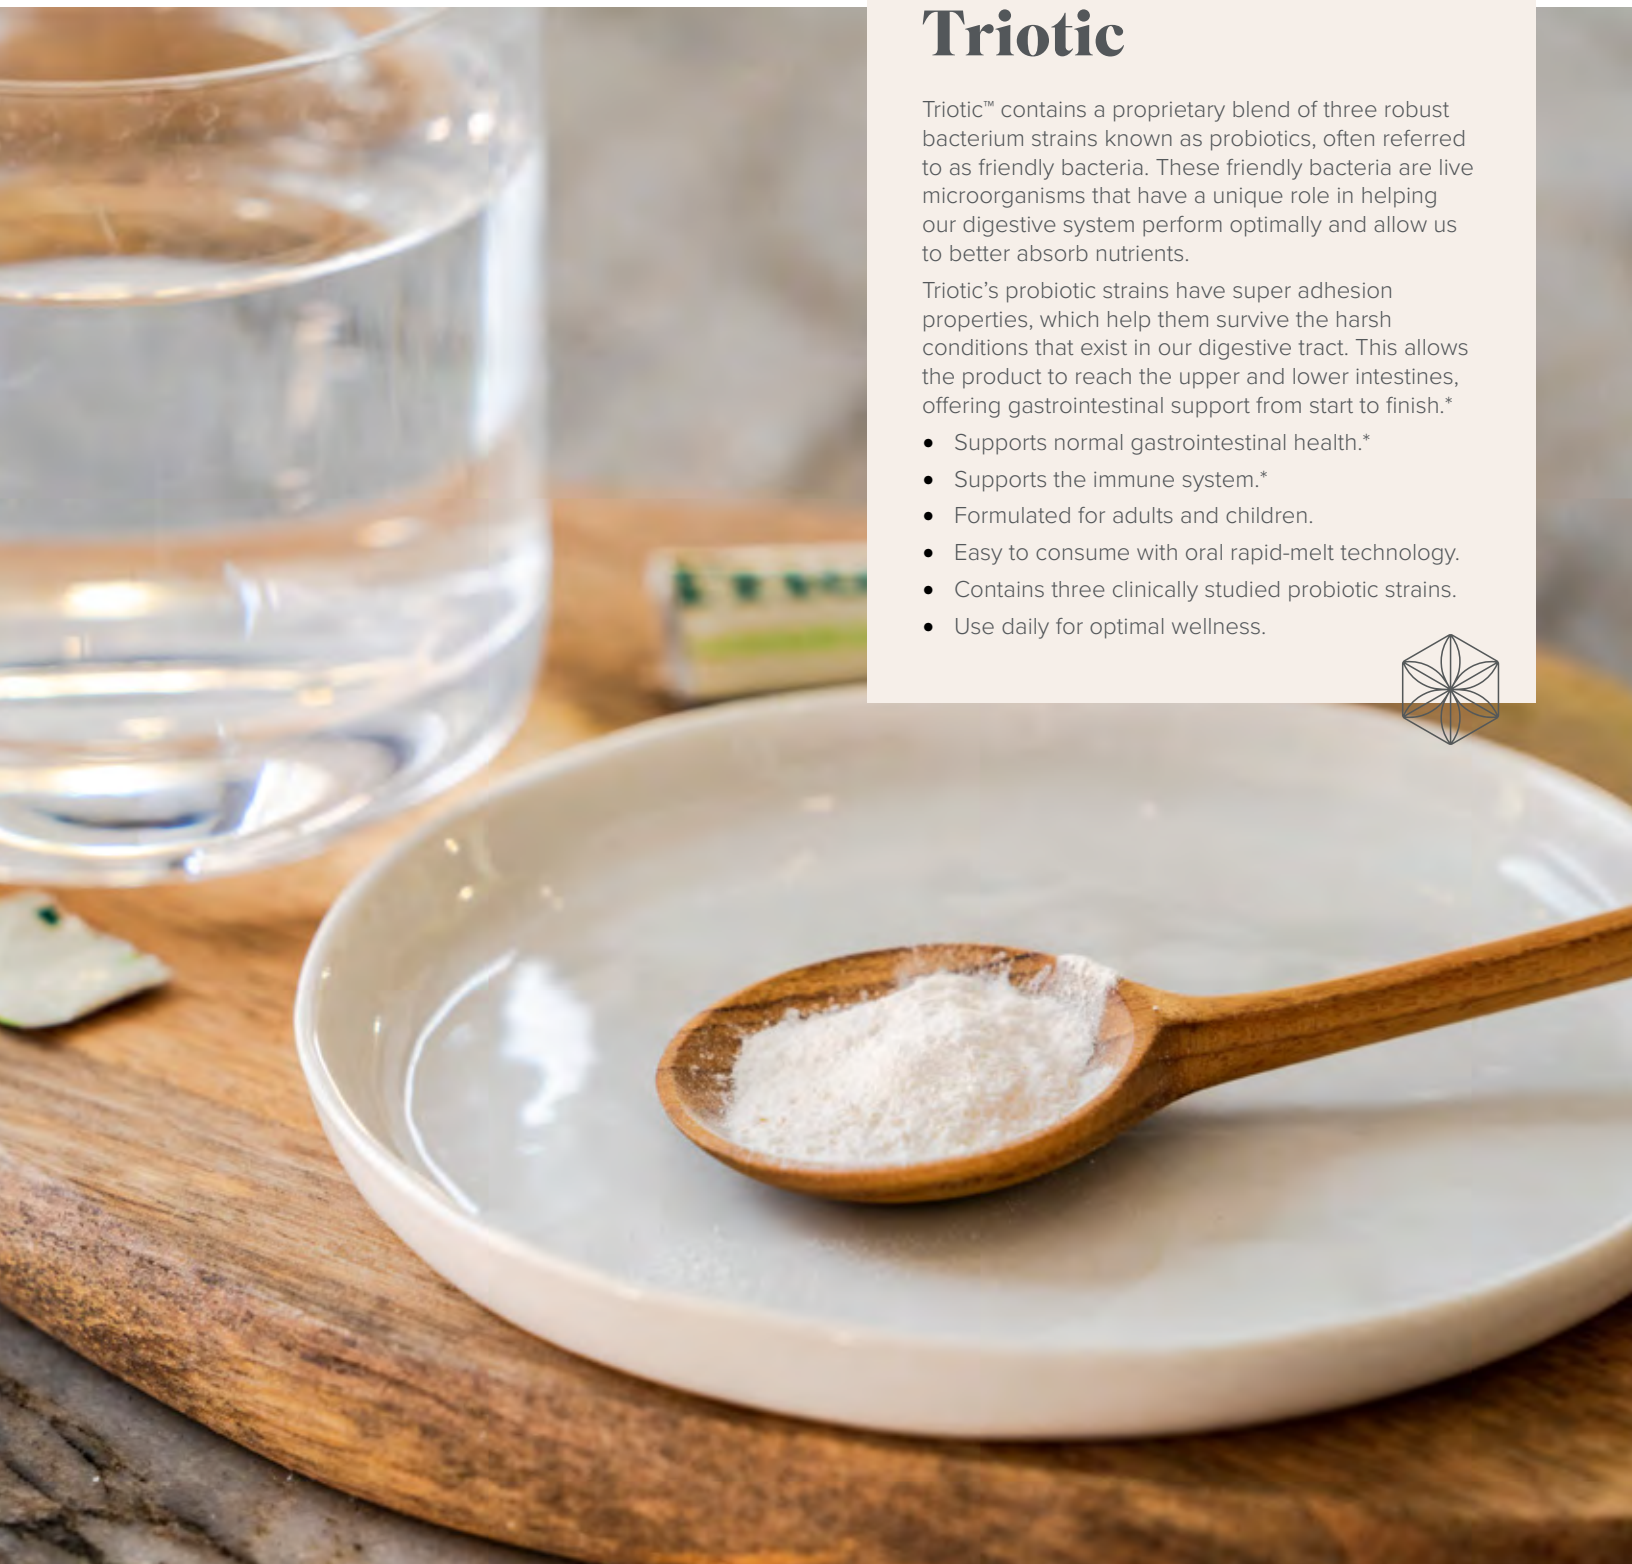 Triotic
Triotic™ contains a proprietary blend of three robust
bacterium strains known as probiotics, often referred
to as friendly bacteria. These friendly bacteria are live
microorganisms that have a unique role in helping
our digestive system perform optimally and allow us
to better absorb nutrients.
Triotic’s probiotic strains have super adhesion
properties, which help them survive the harsh
conditions that exist in our digestive tract. This allows
the product to reach the upper and lower intestines,
offering gastrointestinal support from start to finish.*
• Supports normal gastrointestinal health.*
• Supports the immune system.*
• Formulated for adults and children.
• Easy to consume with oral rapid-melt technology.
• Contains three clinically studied probiotic strains.
• Use daily for optimal wellness.